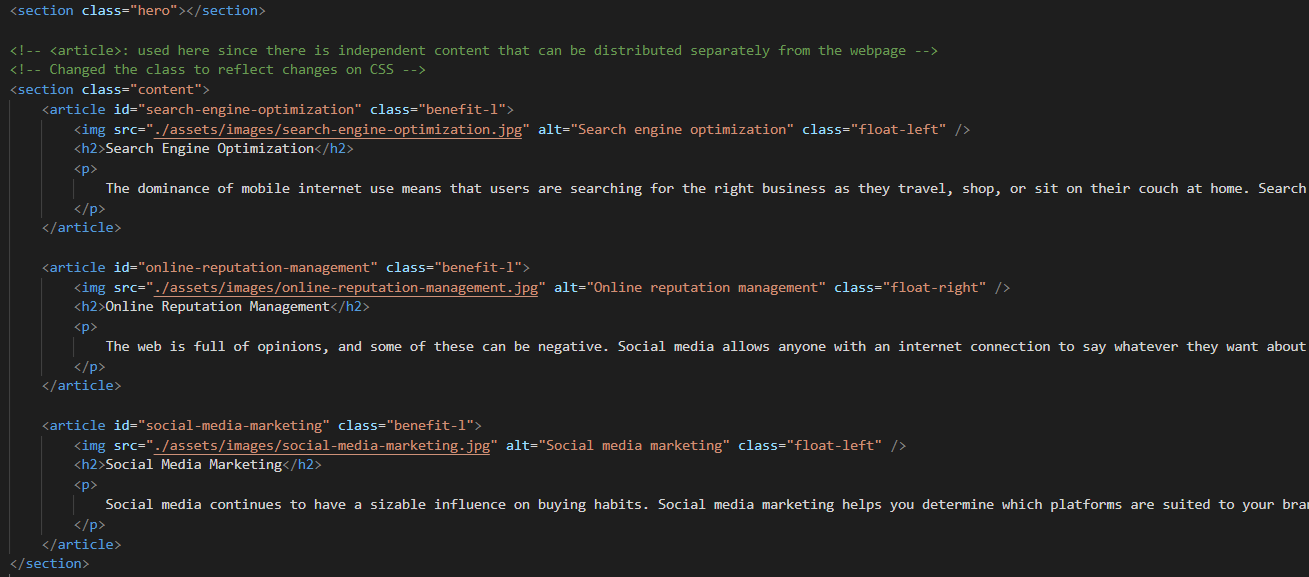 <section class="hero"></section>
<!-- <article>: used here since there is independent content that can be distributed separately from the webpage -->
<!-- Changed the class to reflect changes on CSS -->
<section class="content">
<article id="search-engine-optimization" class="benefit-l">
<img src="./assets/images/search-engine-optimization.jpg" alt="Search engine optimization" class="float-left" />
<h2>Search Engine Optimization</h2>
<p>
The dominance of mobile internet use means that users are searching for the right business as they travel, shop, or sit on their couch at home. Search
</p>
</article>
<article id="online-reputation-management" class="benefit-l">
<img src="./assets/images/online-reputation-management.jpg" alt="Online reputation management" class="float-right" />
<h2>Online Reputation Management</h2>
<p>
The web is full of opinions, and some of these can be negative. Social media allows anyone with an internet connection to say whatever they want about
</p>
</article>
<article id="social-media-marketing" class="benefit-l">
<img src="./assets/images/social-media-marketing.jpg" alt="Social media marketing" class="float-left" />
<h2>Social Media Marketing</h2>
<p>
Social media continues to have a sizable influence on buying habits. Social media marketing helps you determine which platforms are suited to your
</p>
</article>
</section>